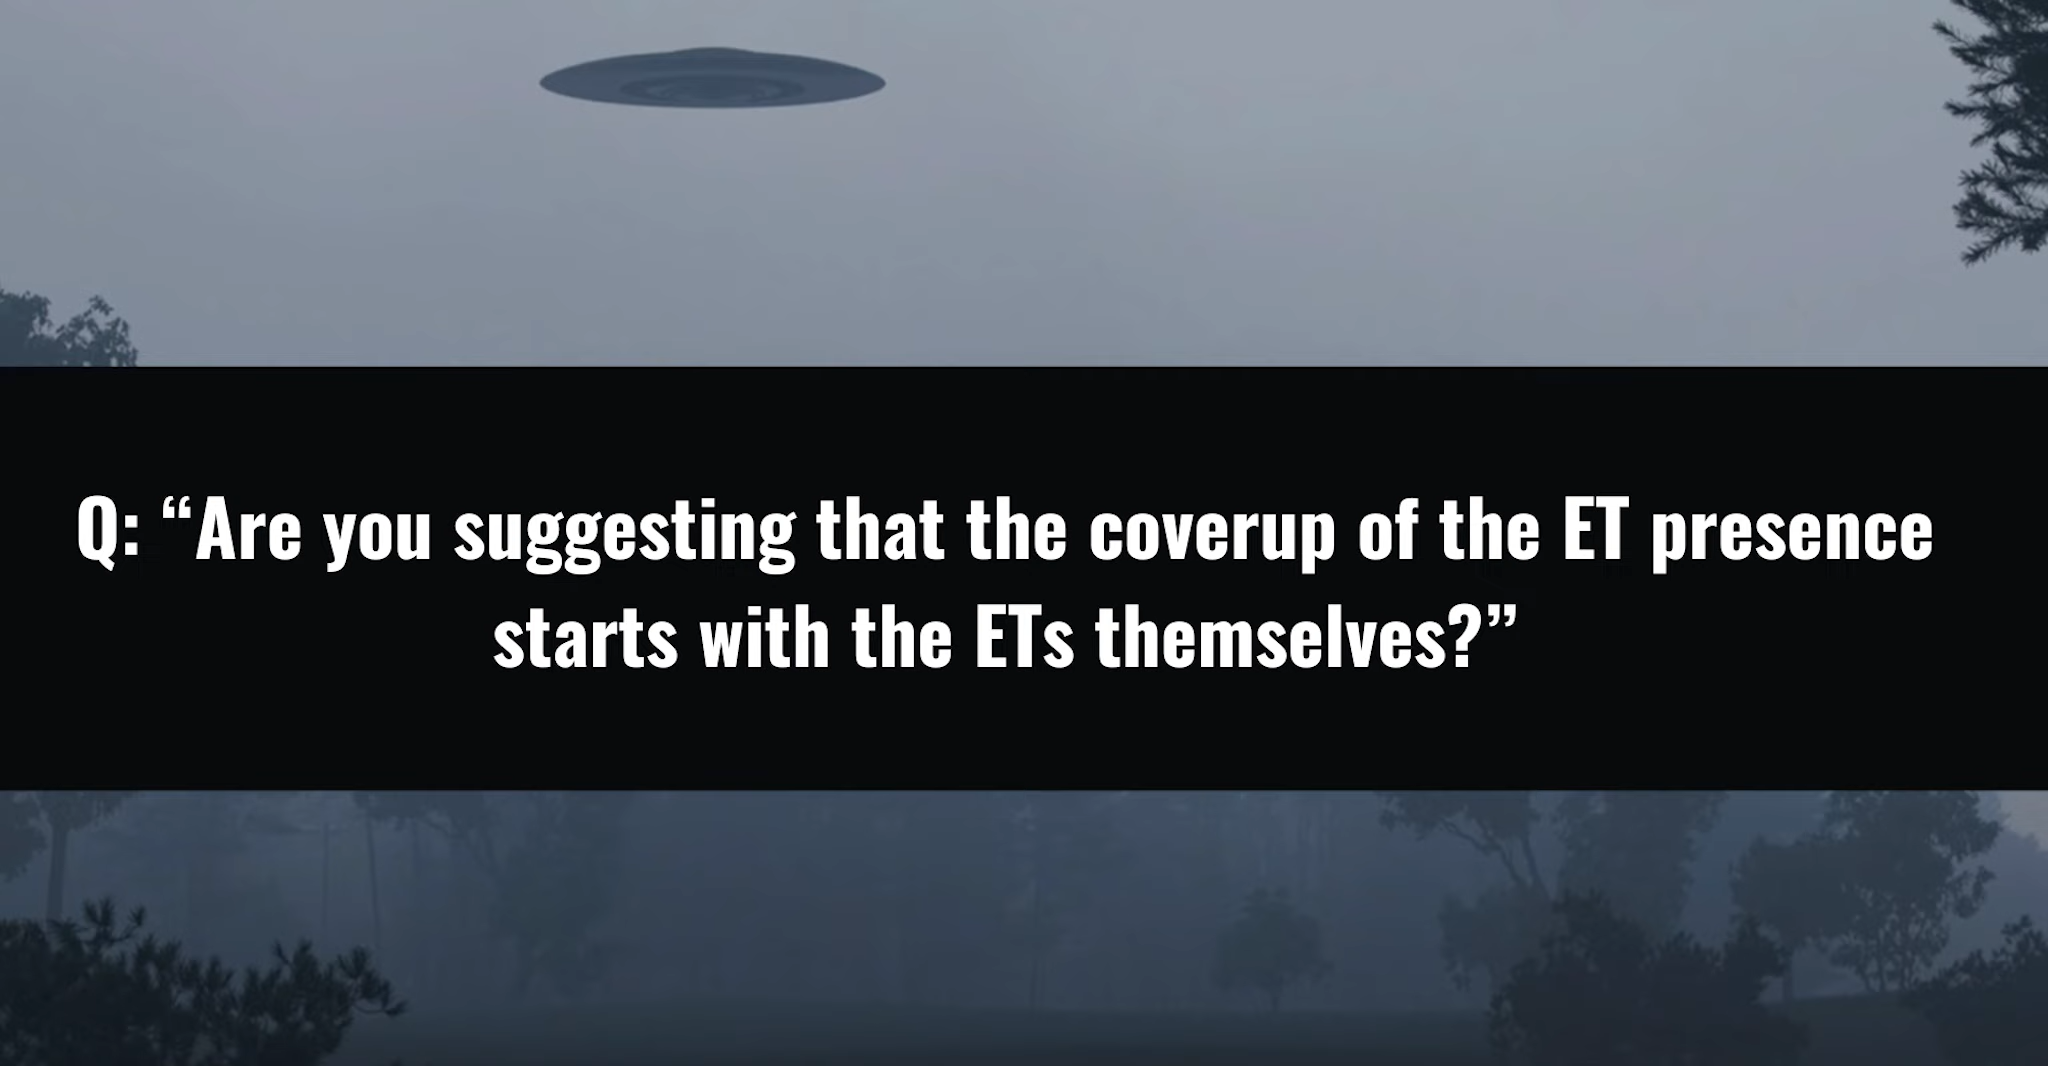 Q: “Are you suggesting that the coverup of the ET presence
starts with the ETs themselves?”